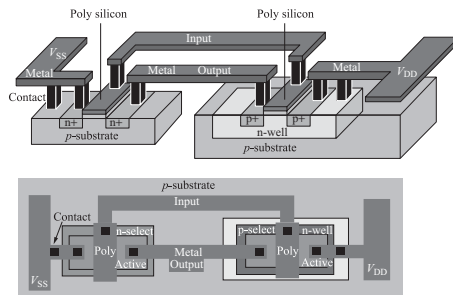 Poly silicon
Poly silicon
Input
VSS
Metal
Metal
Output
Metal
VDD
Contact
n+
n+
p+
p+
p-substrate
n-well
p-substrate
p-substrate
Input
Contact
n-select
p-select
n-well
Poly
Metal
Poly
Active
Output
Active
VSS
VDD